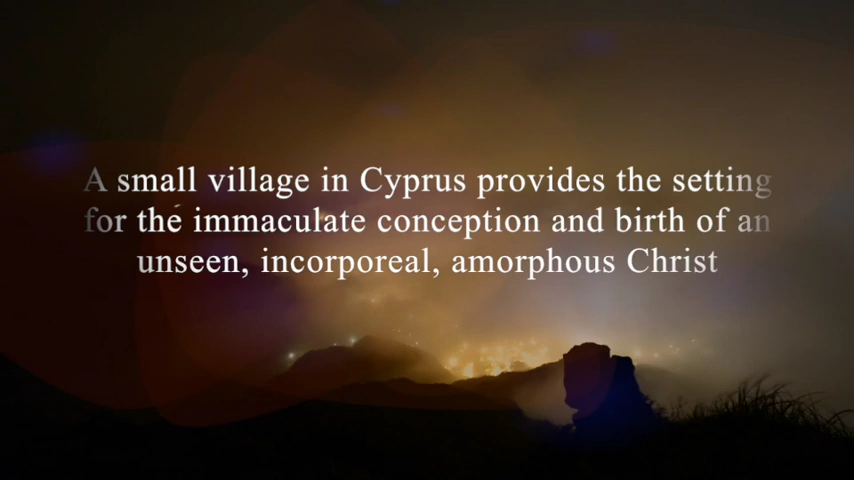 A small village in Cyprus provides the setting
for the immaculate conception and birth of an
unseen, incorporeal, amorphous Christ